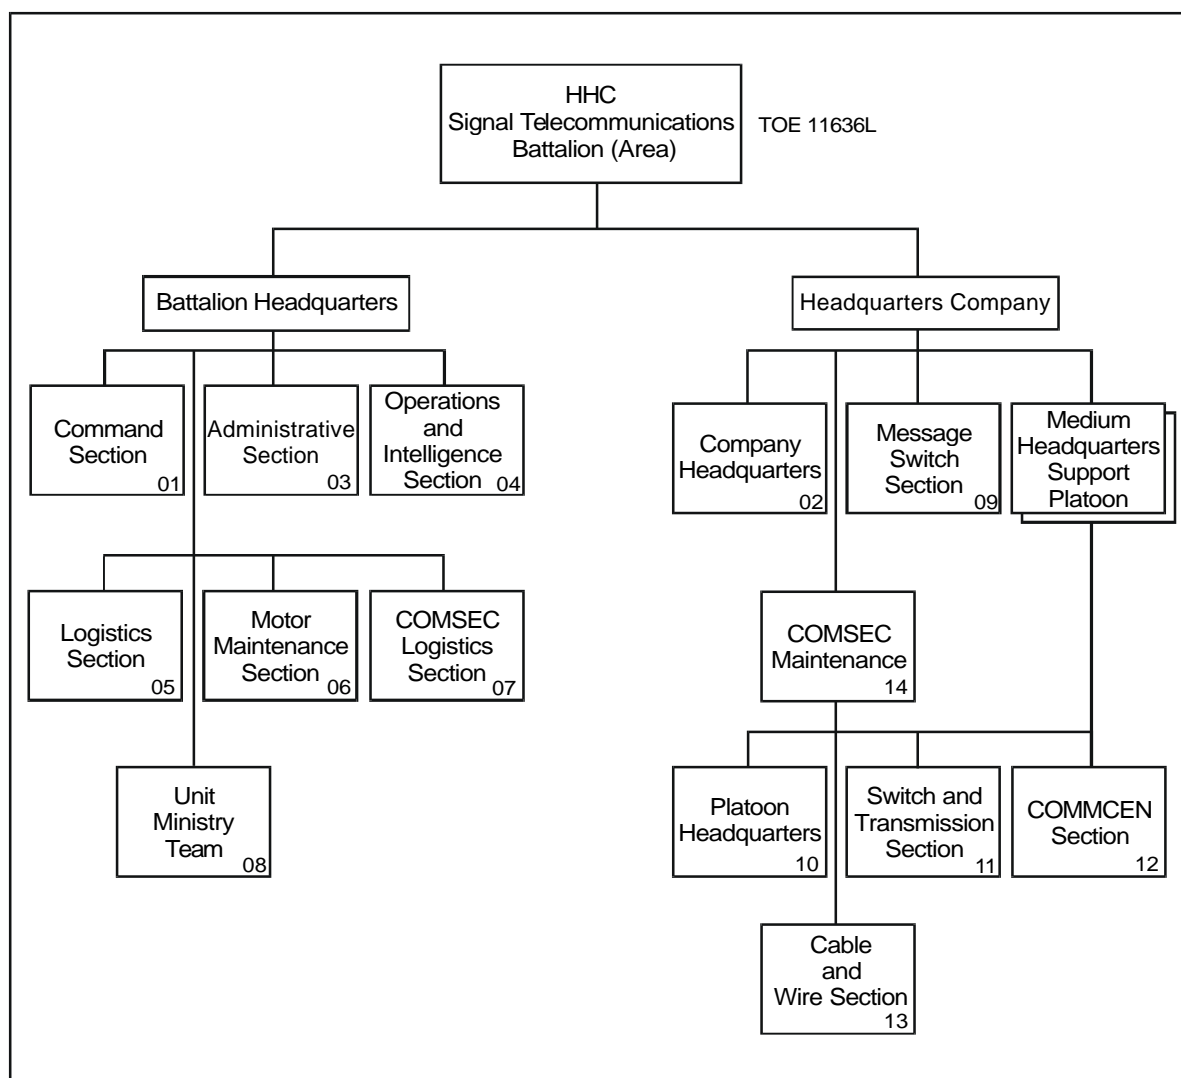 HHC
Signal Telecommunications
Battalion (Area)
TOE 11636L
Battalion Headquarters
Headquarters Company
Command
Section
01
Administrative
Section
03
Operations
and
Intelligence
Section
04
Company
Headquarters
02
Message
Switch
Section
09
Medium
Headquarters
Support
Platoon
Logistics
Section
05
Motor
Maintenance
Section
06
COMSEC
Logistics
Section
07
COMSEC
Maintenance
14
Unit
Ministry
Team
08
Platoon
Headquarters
10
Switch and
Transmission
Section
11
COMMCEN
Section
12
Cable
and
Wire Section
13